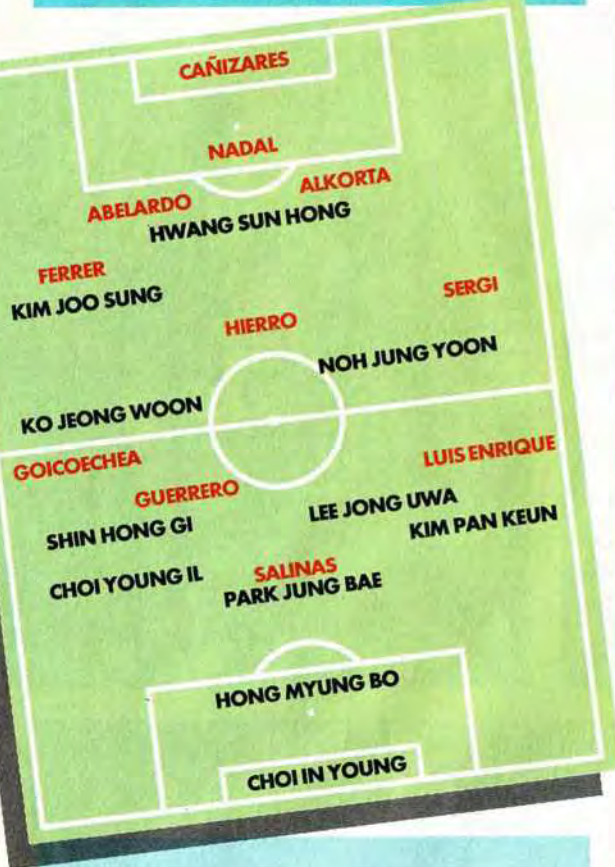 CAÑIZARES
NADAL
ABELARDO
ALKORTA
HWANG SUN HONG
FERRER
KIM JOO SUNG
SERGI
HIERRO
NOH JUNG YOON
KO JEONG WOON
GOICOECHEA
LUIS ENRIQUE
GUERRERO
LEE JONG UWA
SHIN HONG GI
KIM PAN KEUN
CHOI YOUNG IL
SALINAS
PARK JUNG BAE
HONG MYUNG BO
CHOI IN YOUNG